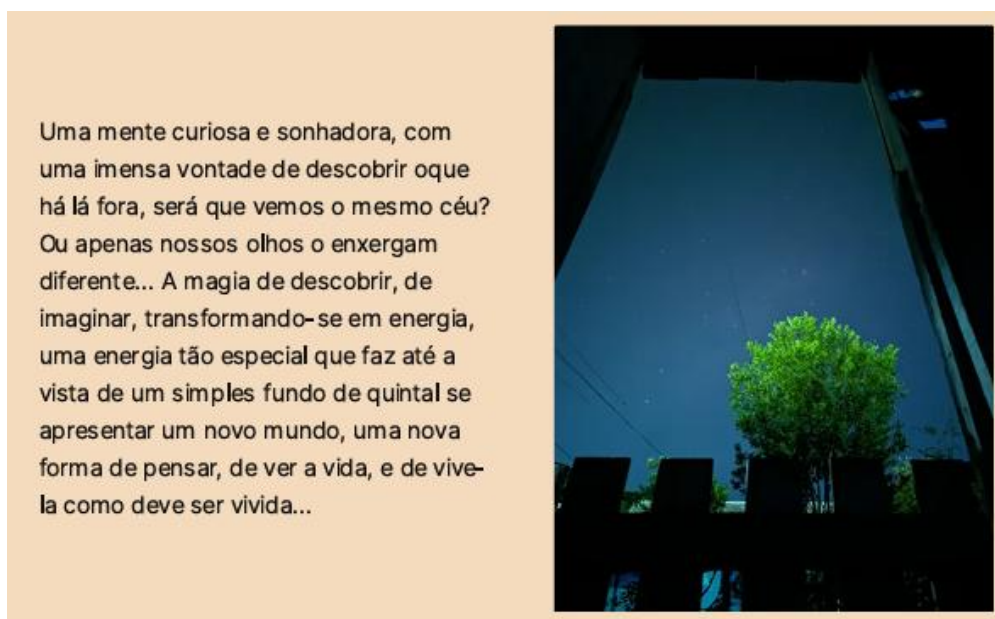 Uma mente curiosa e sonhadora, com
uma imensa vontade de descobrir oque
há lá fora, será que vemos o mesmo céu?
Ou apenas nossos olhos o enxergam
diferente... A magia de descobrir, de
imaginar, transformando-se em energia,
uma energia tão especial que faz até a
vista de um simples fundo de quintal se
apresentar um novo mundo, uma nova
forma de pensar, de ver a vida, e de vive-
la como deve ser vivida...